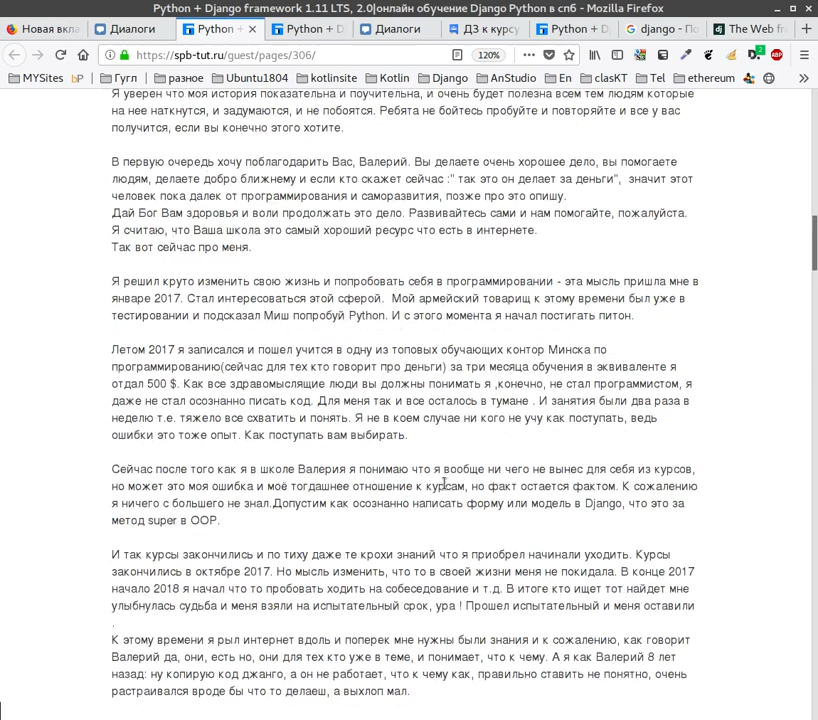 Python + Django framework 1.11 LTS, 2.0|онлайн обучение Django Python в спб - Mozilla Firefox
Новая вкла
Диалоги
Python +
Python + D
Диалоги
ДЗ к курсу
Python + D
django - По
The Web fr
https://spb-tut.ru/guest/pages/306/
120%
2
ABP
MYSites
bP
Гугл
разное
Ubuntu1804
kotlinsite
Kotlin
Django
AnStudio
En
clasKT
Tel
ethereum
Я уверен что моя история показательна и поучительна, и очень будет полезна всем тем людям которые
на нее наткнутся, и задумаются, и не побоятся. Ребята не бойтесь пробуйте и повторяйте и все у вас
получится, если вы конечно этого хотите.
В первую очередь хочу поблагодарить Вас, Валерий. Вы делаете очень хорошее дело, вы помогаете
людям, делаете добро ближнему и если кто скажет сейчас :" так это он делает за деньги",  значит этот
человек пока далек от программирования и саморазвития, позже про это опишу.
Дай Бог Вам здоровья и воли продолжать это дело. Развивайтесь сами и нам помогайте, пожалуйста.
Я считаю, что Ваша школа это самый хороший ресурс что есть в интернете.
Так вот сейчас про меня.
Я решил круто изменить свою жизнь и попробовать себя в программировании - эта мысль пришла мне в
январе 2017. Стал интересоваться этой сферой.  Мой армейский товарищ к этому времени был уже в
тестировании и подсказал Миш попробуй Python. И с этого момента я начал постигать питон.
Летом 2017 я записался и пошел учится в одну из топовых обучающих контор Минска по
программированию(сейчас для тех кто говорит про деньги) за три месяца обучения в эквиваленте я
отдал 500 $. Как все здравомыслящие люди вы должны понимать я ,конечно, не стал программистом, я
даже не стал осознанно писать код. Для меня так и все осталось в тумане . И занятия были два раза в
неделю т.е. тяжело все схватить и понять. Я не в коем случае ни кого не учу как поступать, ведь
ошибки это тоже опыт. Как поступать вам выбирать.
Сейчас после того как я в школе Валерия я понимаю что я вообще ни чего не вынес для себя из курсов,
но может это моя ошибка и моё тогдашнее отношение к курсам, но факт остается фактом. К сожалению
я ничего с большего не знал.Допустим как осознанно написать форму или модель в Django, что это за
метод super в ООР.
И так курсы закончились и по тиху даже те крохи знаний что я приобрел начинали уходить. Курсы
закончились в октябре 2017. Но мысль изменить, что то в своей жизни меня не покидала. В конце 2017
начало 2018 я начал что то пробовать ходить на собеседование и т.д. В итоге кто ищет тот найдет мне
улыбнулась судьба и меня взяли на испытательный срок, ура ! Прошел испытательный и меня оставили
.
К этому времени я рыл интернет вдоль и поперек мне нужны были знания и к сожалению, как говорит
Валерий да, они, есть но, они для тех кто уже в теме, и понимает, что к чему. А я как Валерий 8 лет
назад: ну копирую код джанго, а он не работает, что к чему как, правильно ставить не понятно, очень
растраивался вроде бы что то делаеш, а выхлоп мал.